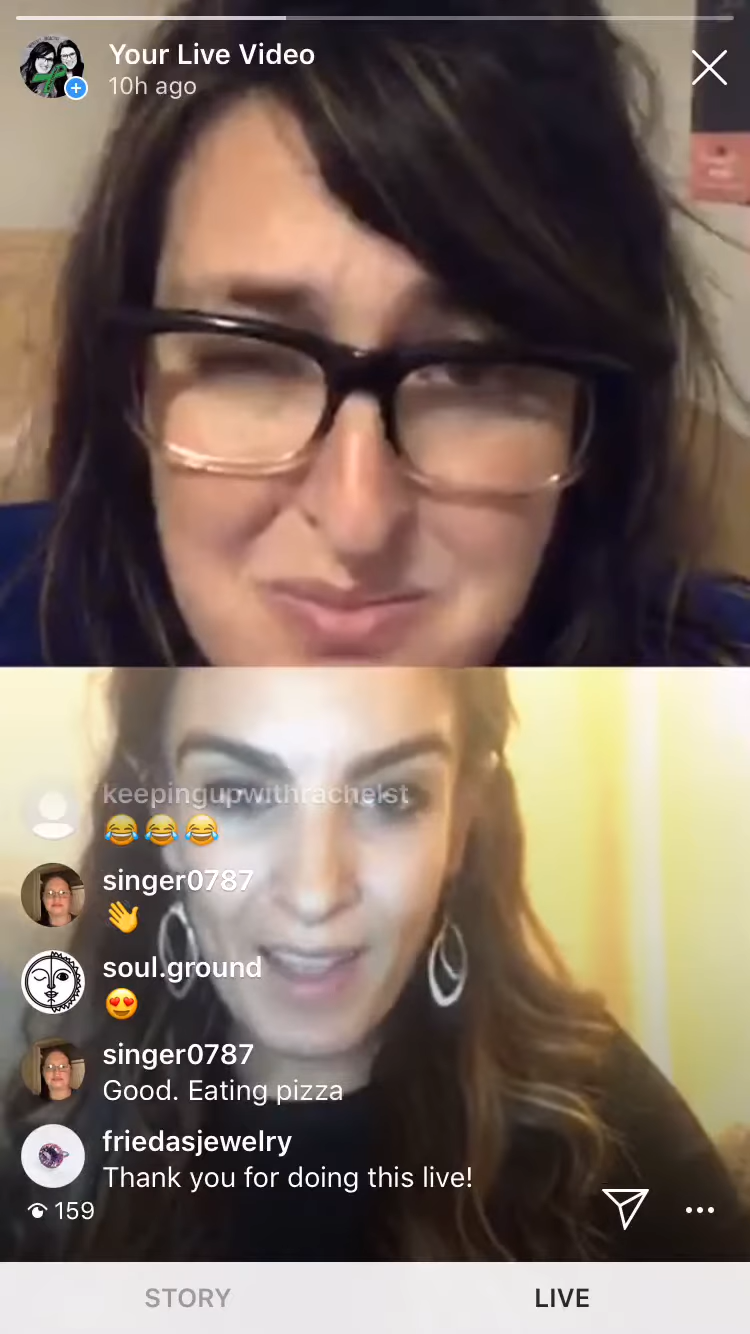 Your Live Video
10h ago
keepingupwithrachelst
😂😂😂
singer0787
👋
soul.ground
😍
singer0787
Good. Eating pizza
friedasjewelry
Thank you for doing this live!
159
STORY
LIVE